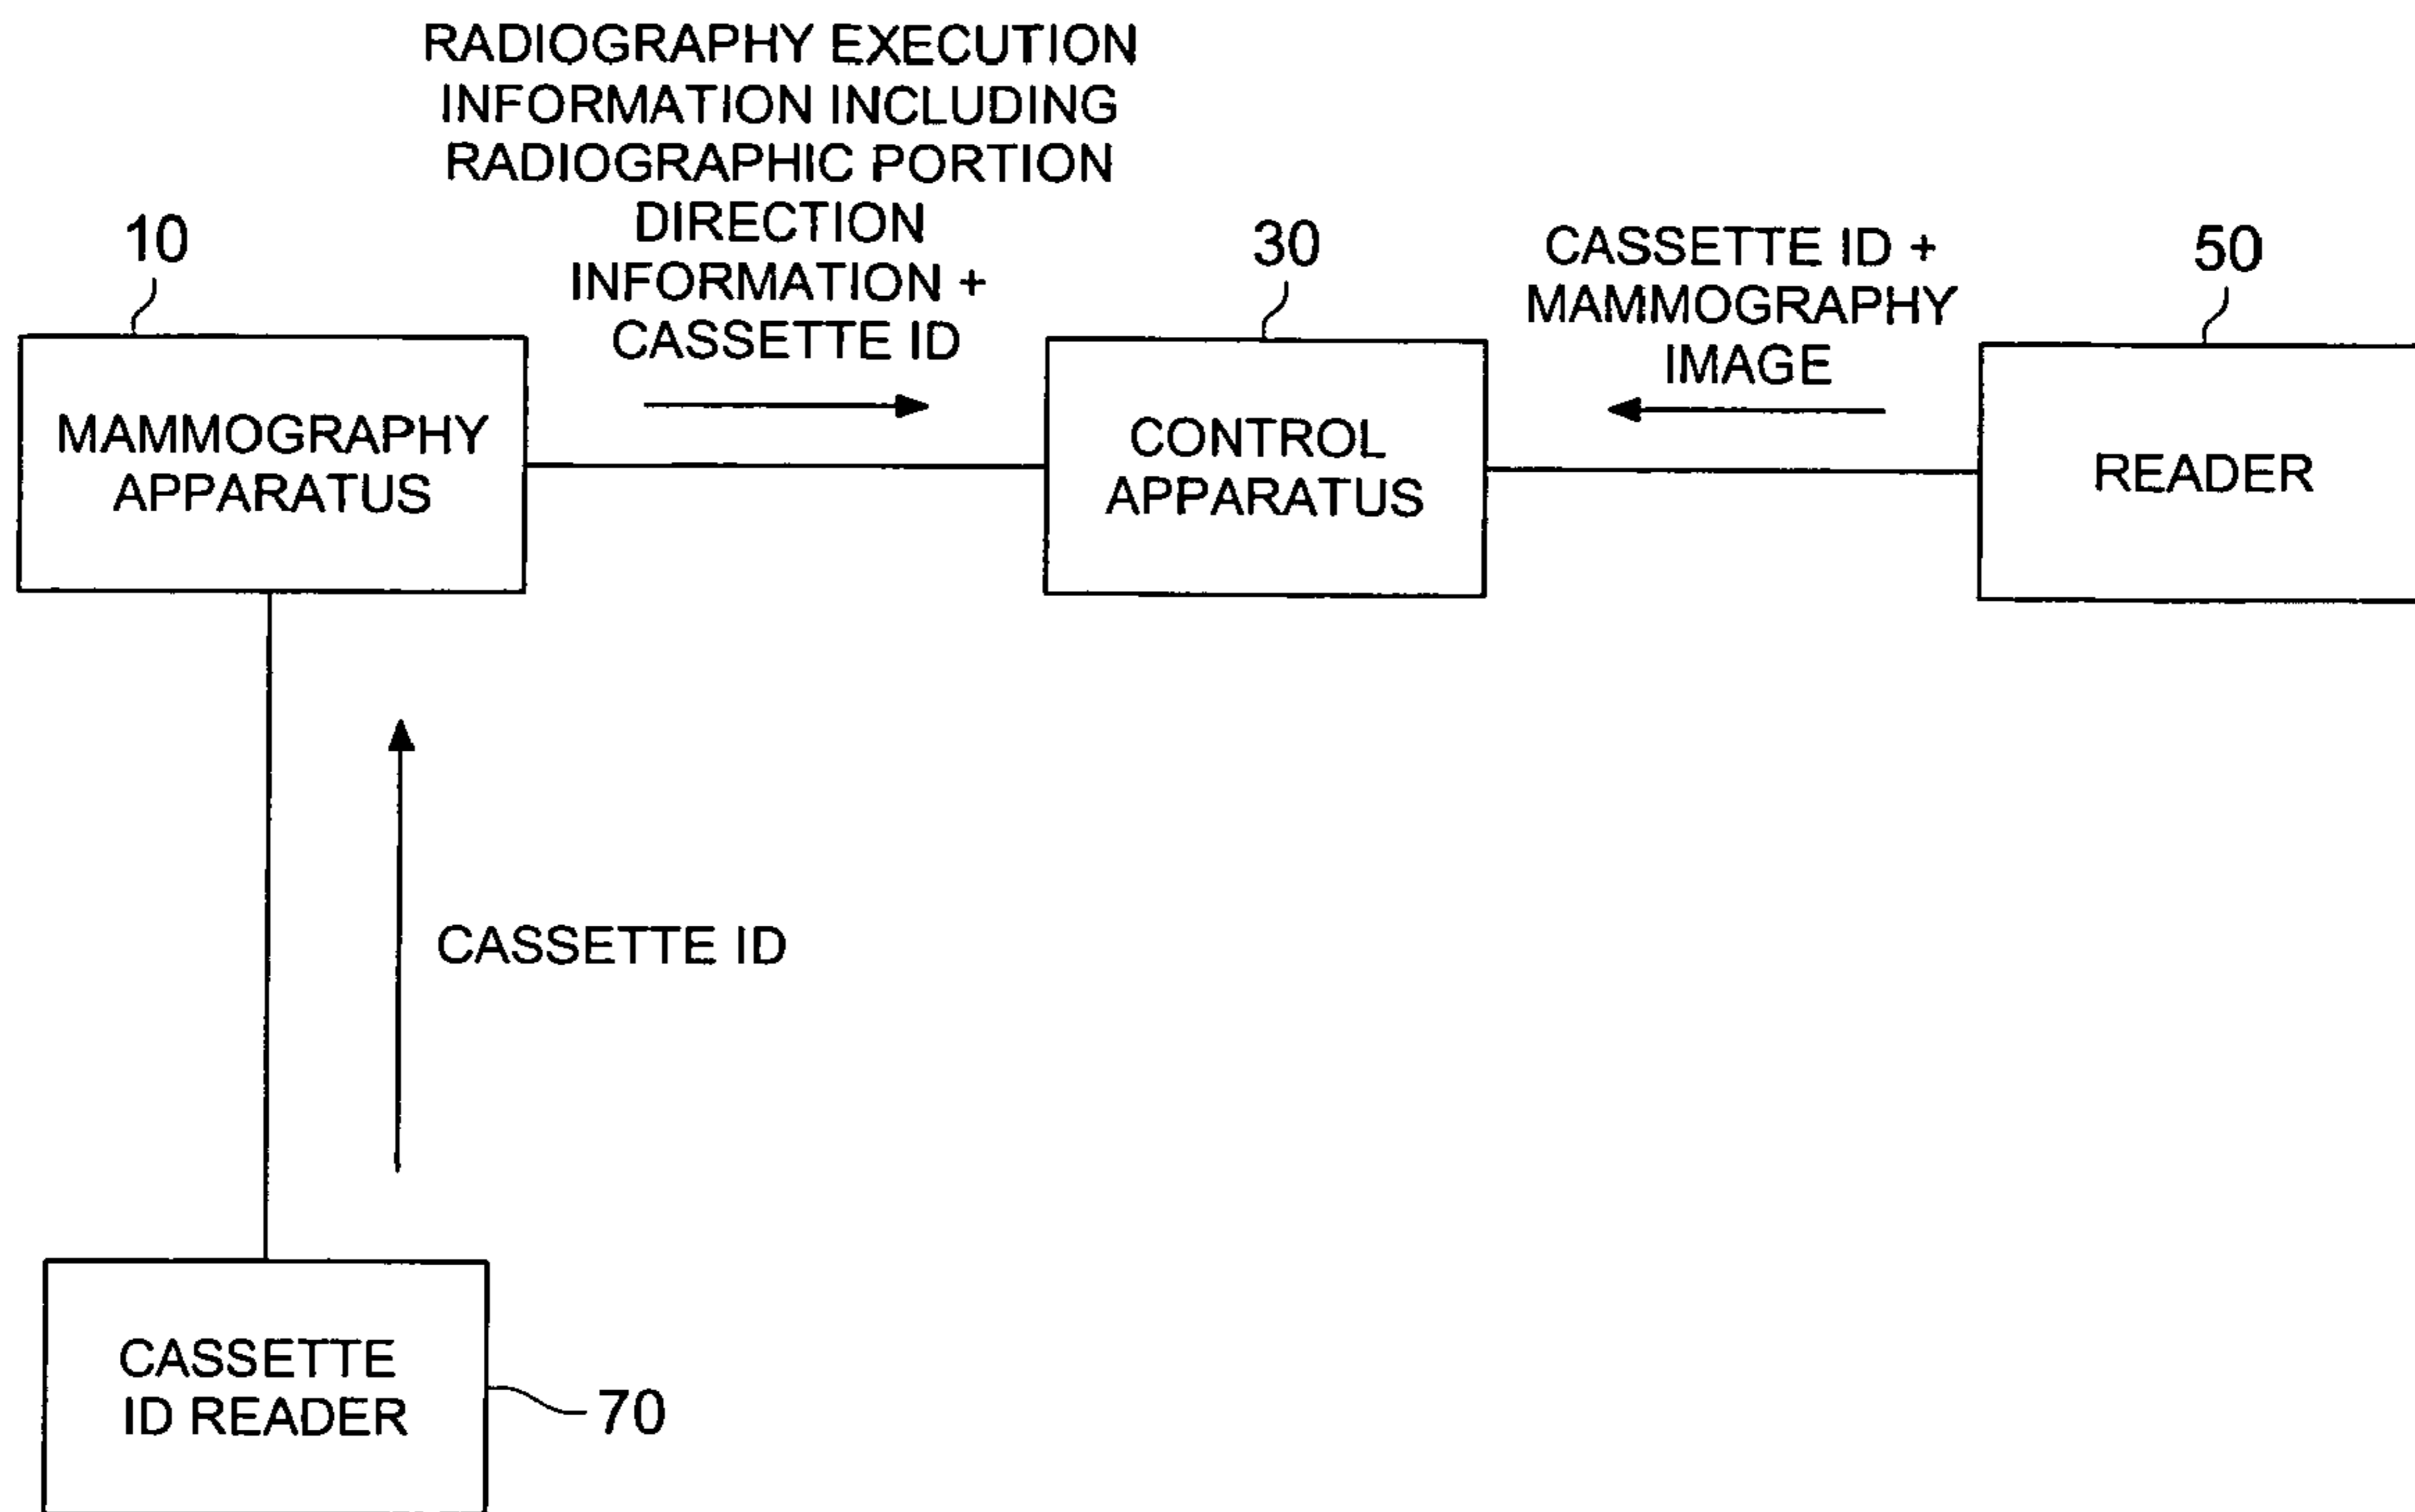 RADIOGRAPHY EXECUTION
INFORMATION INCLUDING
RADIOGRAPHIC PORTION
DIRECTION
INFORMATION +
CASSETTE ID
10
30
CASSETTE ID +
MAMMOGRAPHY
IMAGE
50
MAMMOGRAPHY
APPARATUS
CONTROL
APPARATUS
READER
CASSETTE ID
CASSETTE
ID READER
70